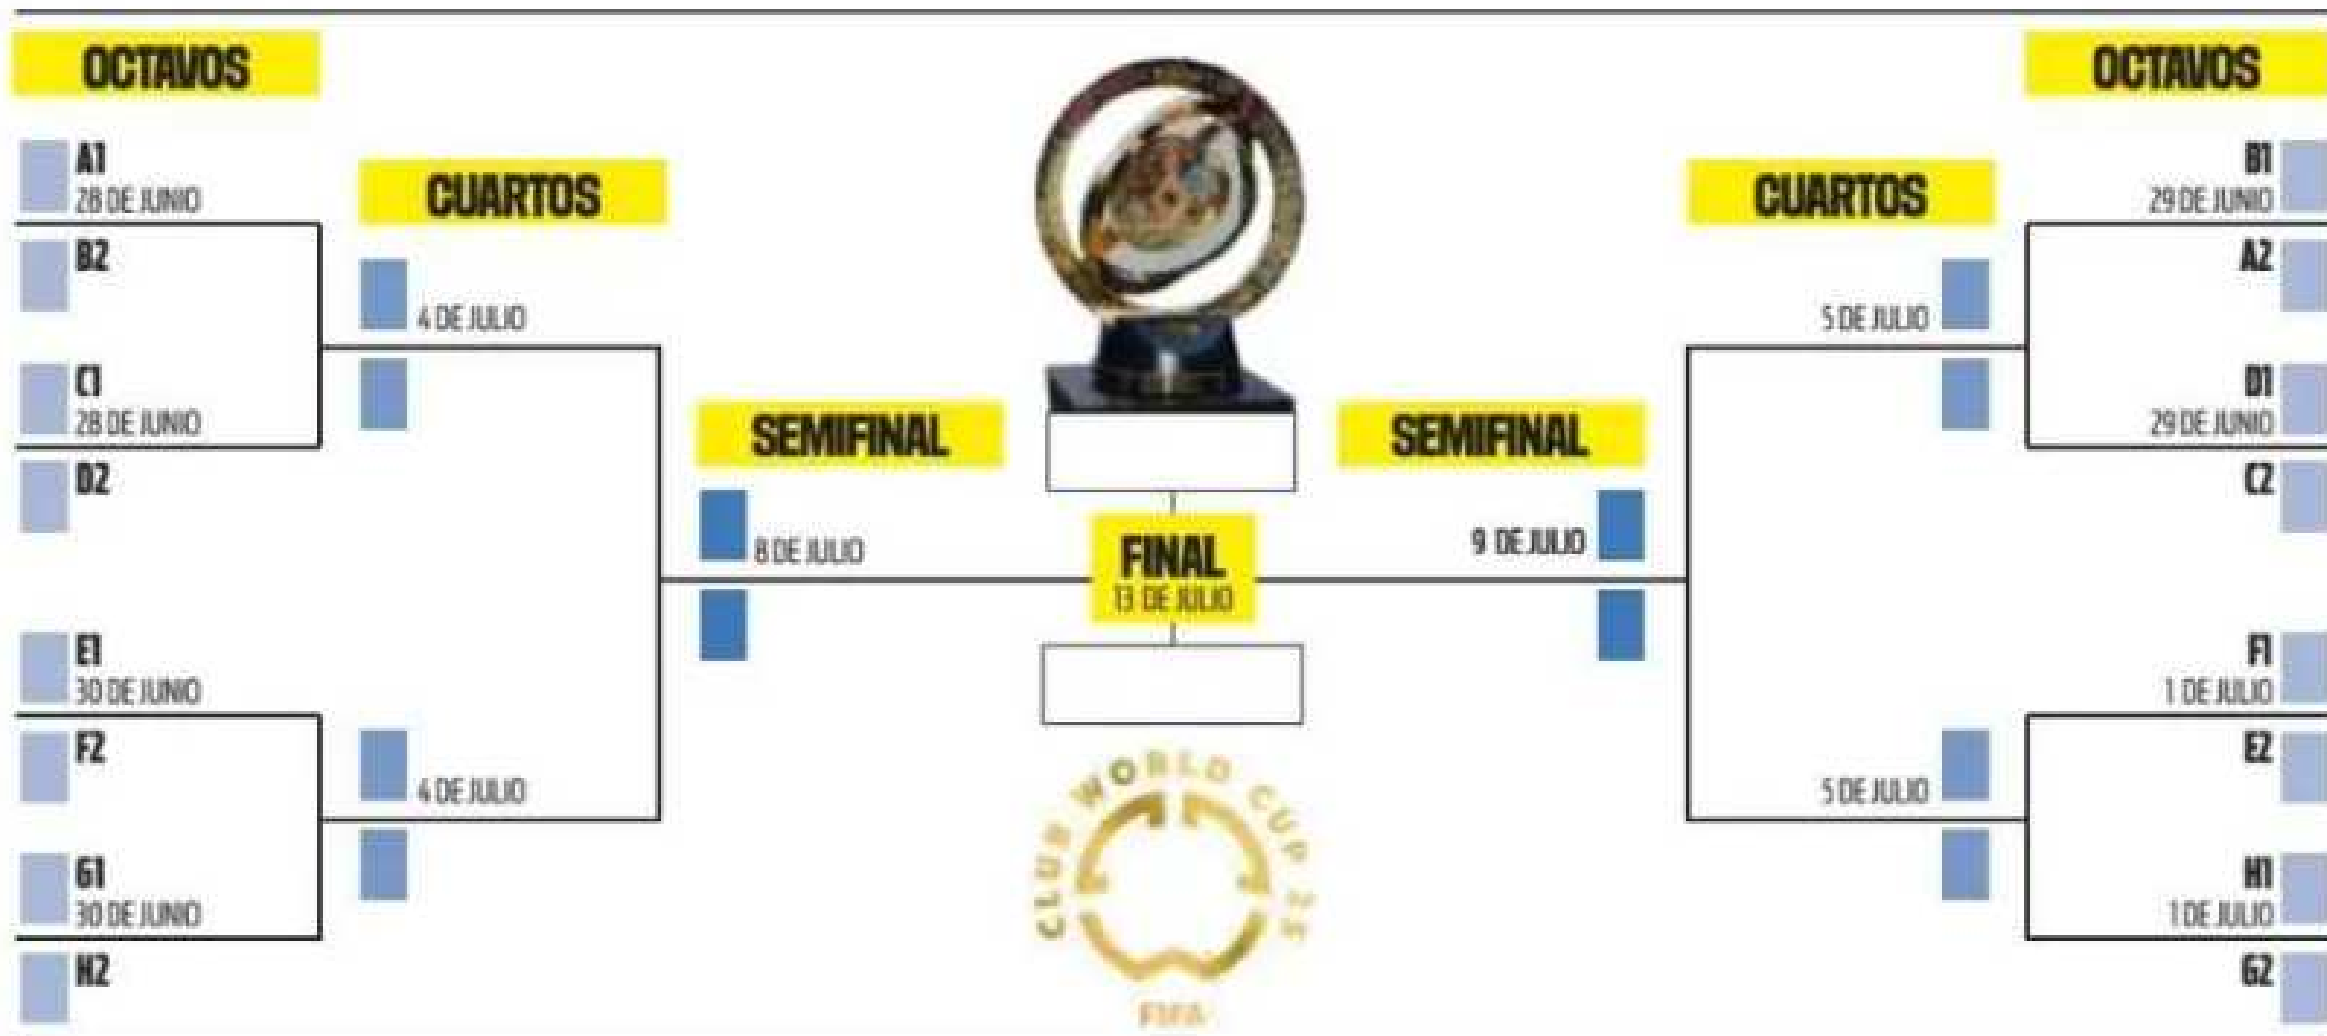 OCTAVOS
A1
28 DE JUNIO
B2
C1
28 DE JUNIO
D2
E1
30 DE JUNIO
F2
G1
30 DE JUNIO
H2
CUARTOS
4 DE JULIO
4 DE JULIO
SEMIFINAL
8 DE JULIO
FINAL
13 DE JULIO
CLUB WORLD CUP 25
FIFA
SEMIFINAL
9 DE JULIO
CUARTOS
5 DE JULIO
5 DE JULIO
OCTAVOS
B1
29 DE JUNIO
A2
D1
29 DE JUNIO
C2
F1
1 DE JULIO
E2
H1
1 DE JULIO
G2